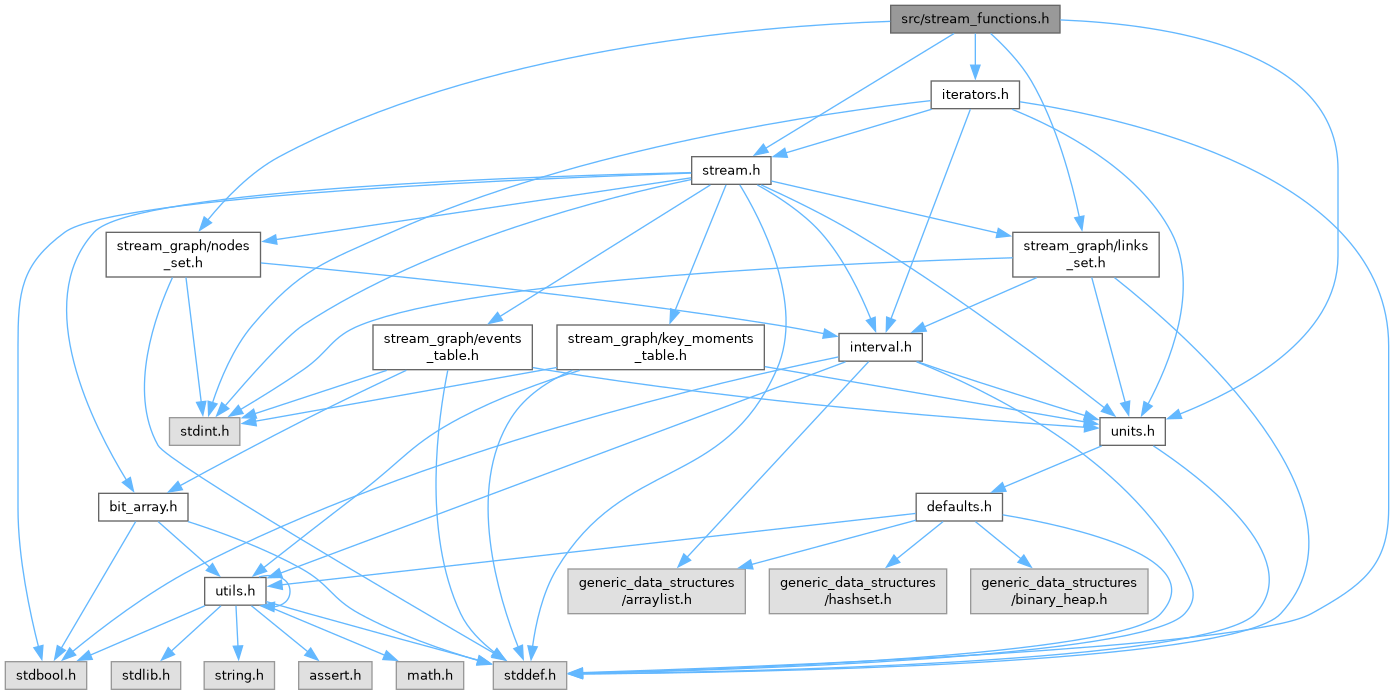 src/stream_functions.h
iterators.h
stream.h
stream_graph/nodes
_set.h
stream_graph/links
_set.h
stream_graph/events
_table.h
stream_graph/key_moments
_table.h
interval.h
stdint.h
units.h
bit_array.h
defaults.h
utils.h
generic_data_structures
/arraylist.h
generic_data_structures
/hashset.h
generic_data_structures
/binary_heap.h
stdbool.h
stdlib.h
string.h
assert.h
math.h
stddef.h